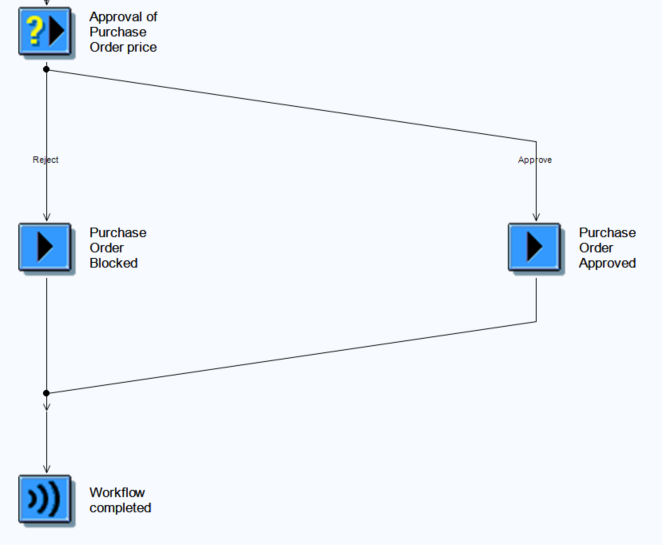 Approval of
Purchase
Order price
Reject
Approve
Purchase
Order
Blocked
Purchase
Order
Approved
Workflow
completed